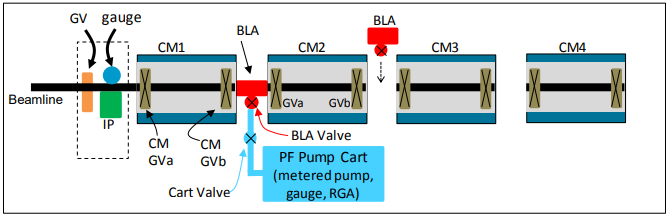 GV
gauge
BLA
BLA
CM1
CM2
CM3
CM4
Beamline
IP
GVa
GVb
CM
GVa
CM
GVb
BLA Valve
Cart Valve
PF Pump Cart
(metered pump,
gauge, RGA)